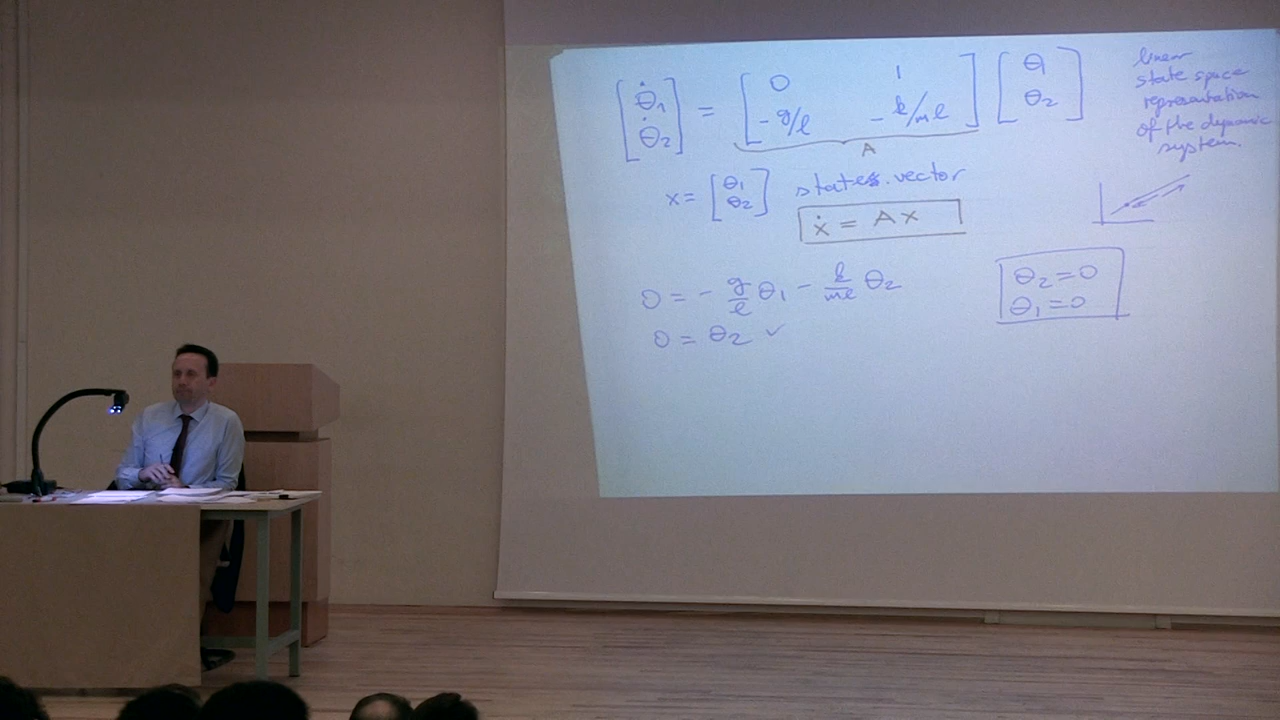 [θ̇1 θ̇2] = [0 1 -g/l -k/ml] [θ1 θ2]
A
linear
state space
representation
of the dynamic
system.
x = [θ1 θ2] states vector
ẋ = Ax
0 = - g/l θ1 - k/ml θ2
0 = θ2 ✓
θ2 = 0
θ1 = 0